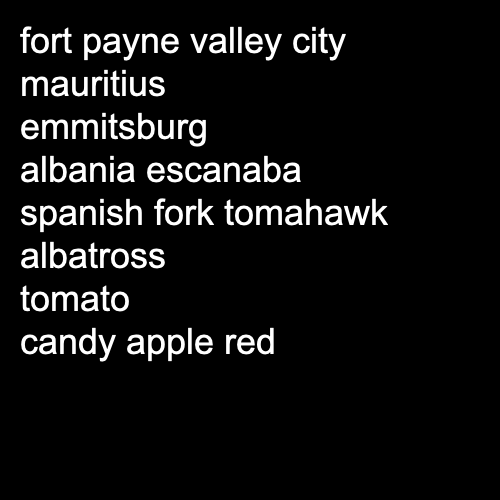 fort payne valley city
mauritius
emmitsburg
albania escanaba
spanish fork tomahawk
albatross
tomato
candy apple red